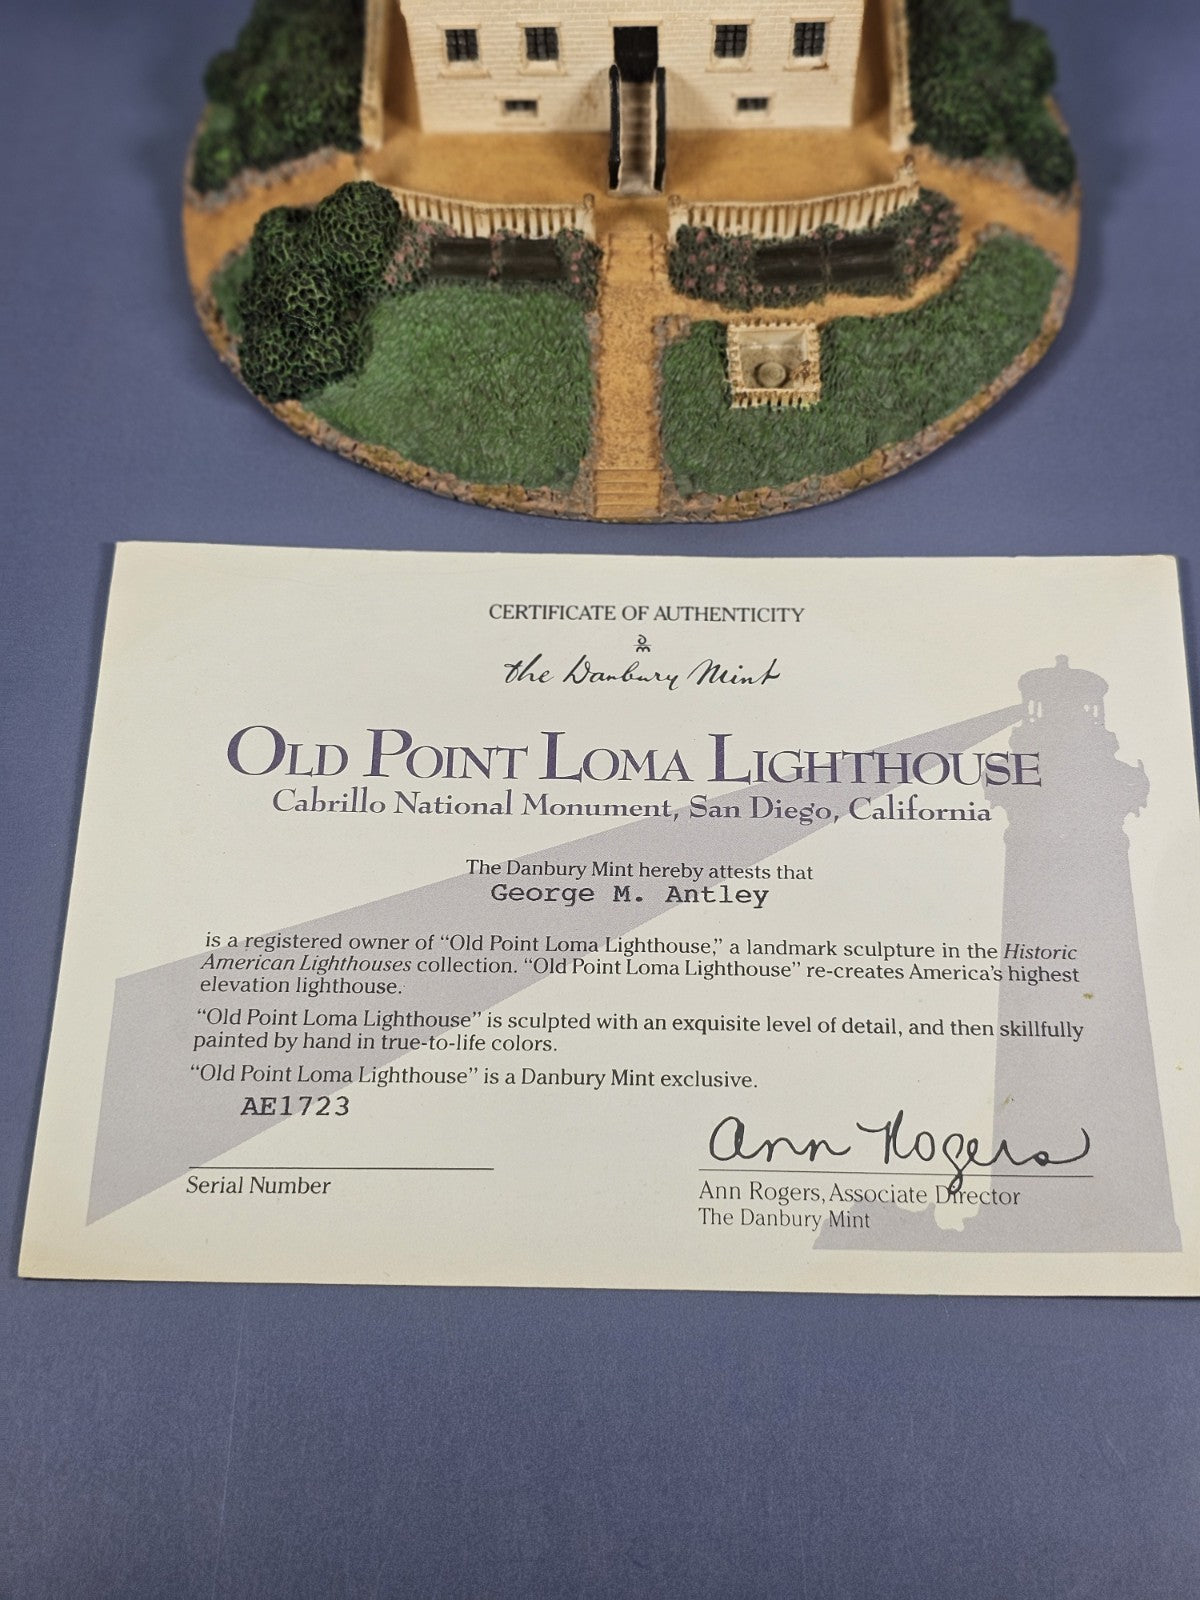 CERTIFICATE OF AUTHENTICITY
DM
the Danbury Mint
OLD POINT LOMA LIGHTHOUSE
Cabrillo National Monument, San Diego, California
The Danbury Mint hereby attests that
George M. Antley
is a registered owner of “Old Point Loma Lighthouse,” a landmark sculpture in the Historic
American Lighthouses collection. “Old Point Loma Lighthouse” re-creates America's highest
elevation lighthouse.
“Old Point Loma Lighthouse” is sculpted with an exquisite level of detail, and then skillfully
painted by hand in true-to-life colors.
“Old Point Loma Lighthouse” is a Danbury Mint exclusive.
AE1723
Serial Number
Ann Rogers
Ann Rogers, Associate Director
The Danbury Mint